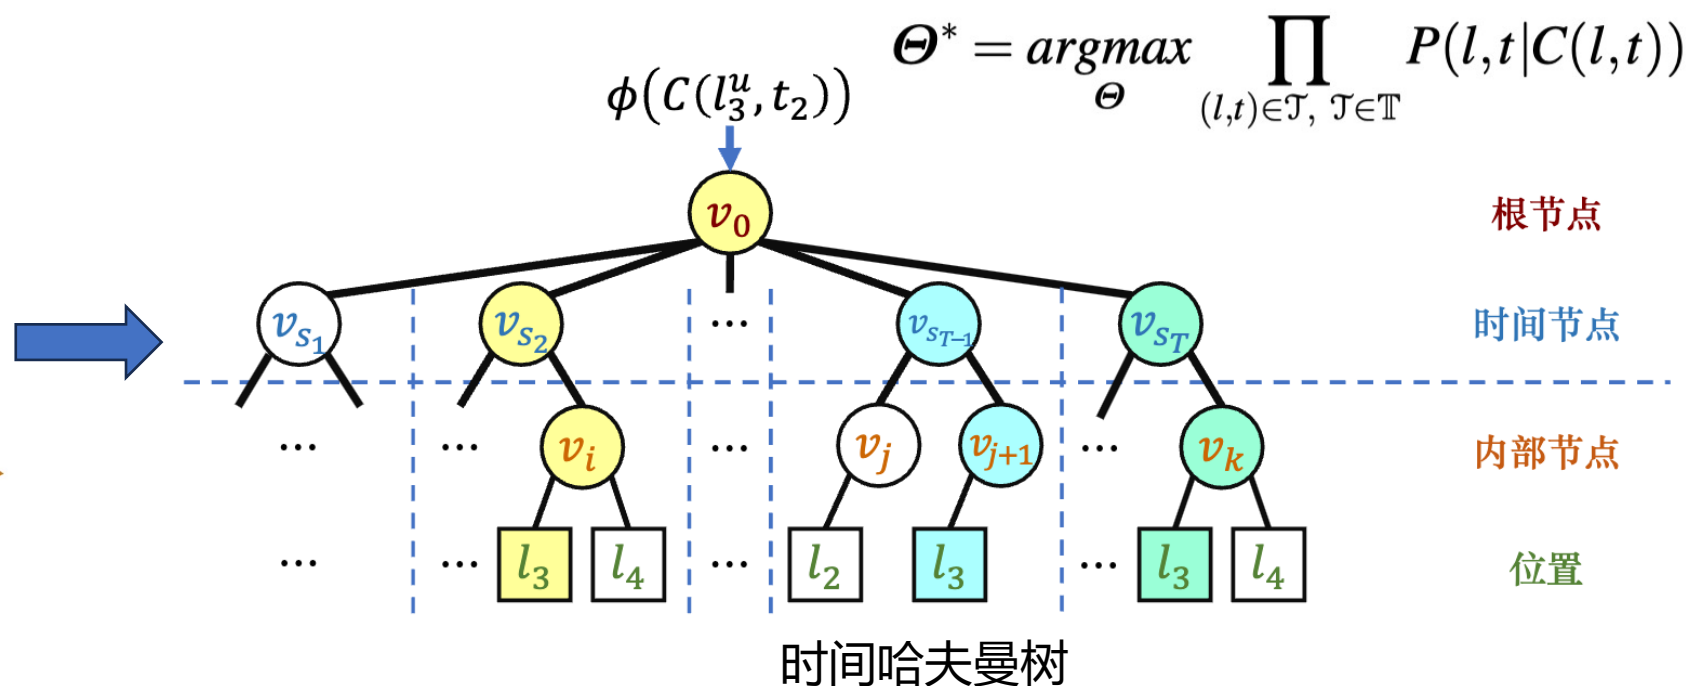 Θ* = argmax ∏ P(l,t|C(l,t))
Θ (l,t)∈𝒯, 𝒯∈𝕋
ϕ(C(l₃ᵘ, t₂))
v₀ 根节点
v_{s₁} v_{s₂} ... v_{s_{T−1}} v_{s_T} 时间节点
... ... v_i ... v_j v_{j+1} ... v_k 内部节点
... ... l₃ l₄ ... l₂ l₃ ... l₃ l₄ 位置
时间哈夫曼树